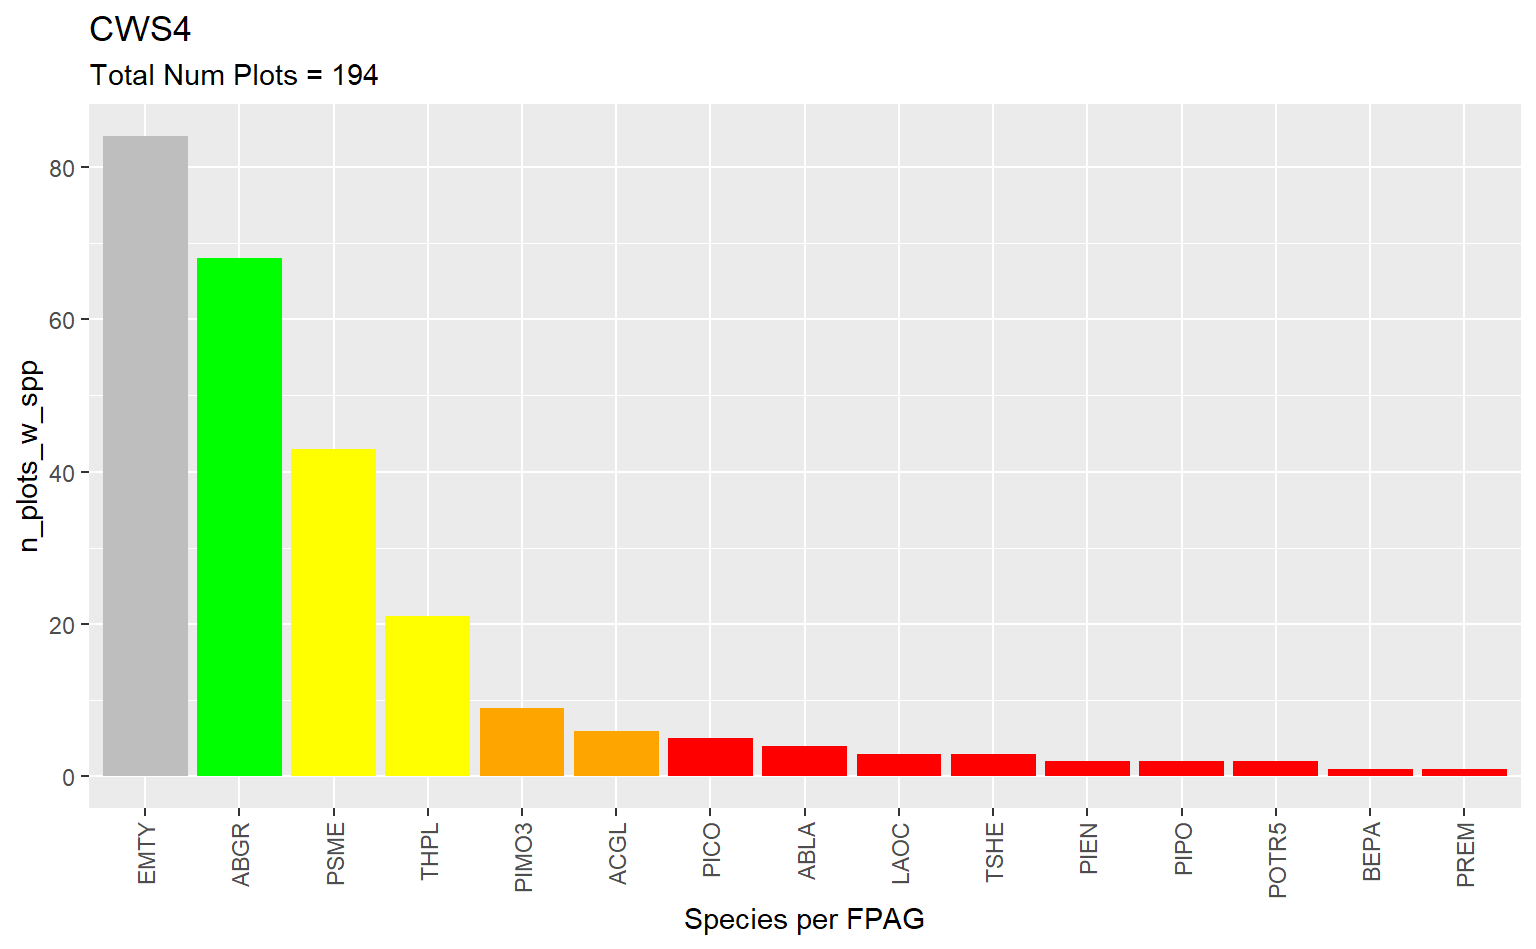 CWS4
Total Num Plots = 194
n_plots_w_spp
80
60
40
20
0
EMTY
ABGR
PSME
THPL
PIMO3
ACGL
PICO
ABLA
LAOC
TSHE
PIEN
PIPO
POTR5
BEPA
PREM
Species per FPAG